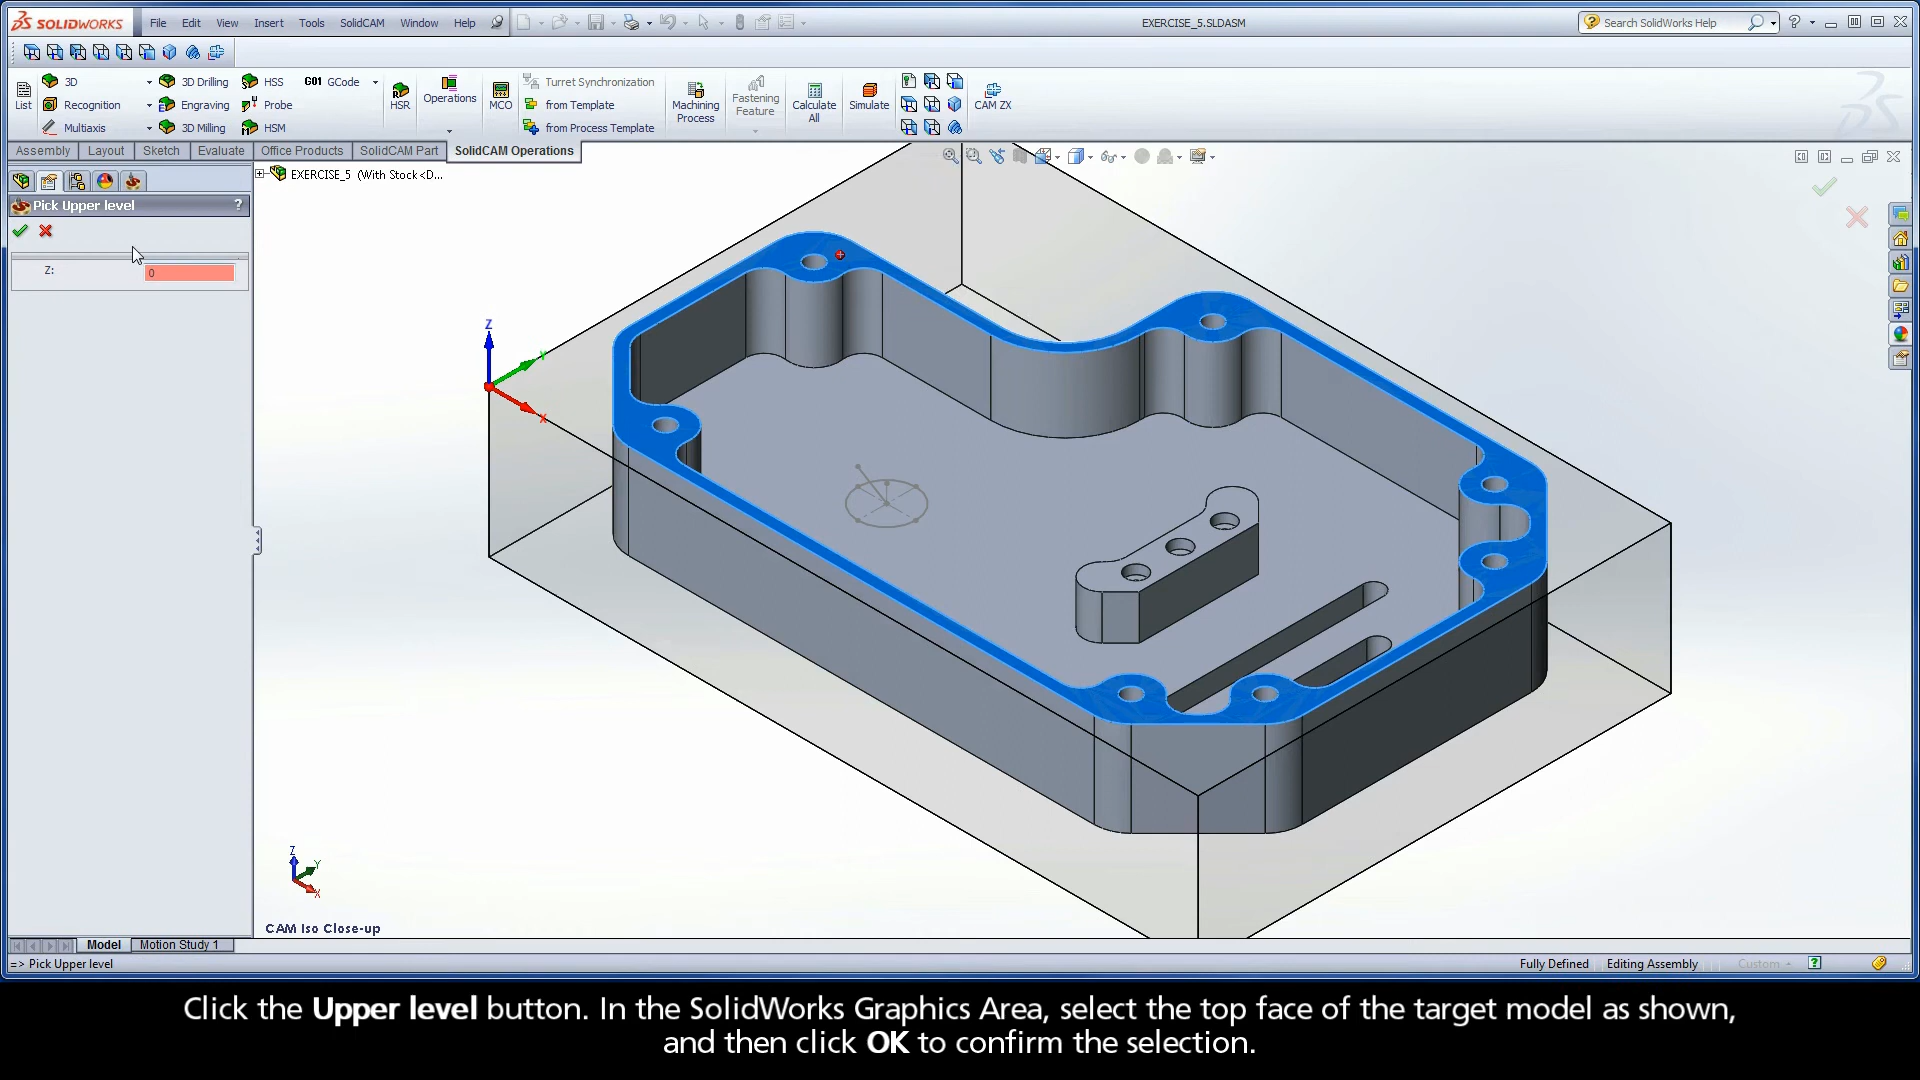 SOLIDWORKS File Edit View Insert Tools SolidCAM Window Help EXERCISE_5.SLDASM Search SolidWorks Help
3D 3D Drilling HSS G01 GCode Turret Synchronization
List Recognition Engraving Probe HSR Operations MCO from Template Machining Process Fastening Feature Calculate All Simulate CAM ZX
Multiaxis 3D Milling HSM from Process Template
Assembly Layout Sketch Evaluate Office Products SolidCAM Part SolidCAM Operations
EXERCISE_5 (With Stock<D...
Pick Upper level ?
Z: 0
Z
Y
X
Z
Y
X
CAM Iso Close-up
Model Motion Study 1
=> Pick Upper level Fully Defined Editing Assembly Custom
Click the Upper level button. In the SolidWorks Graphics Area, select the top face of the target model as shown,
and then click OK to confirm the selection.